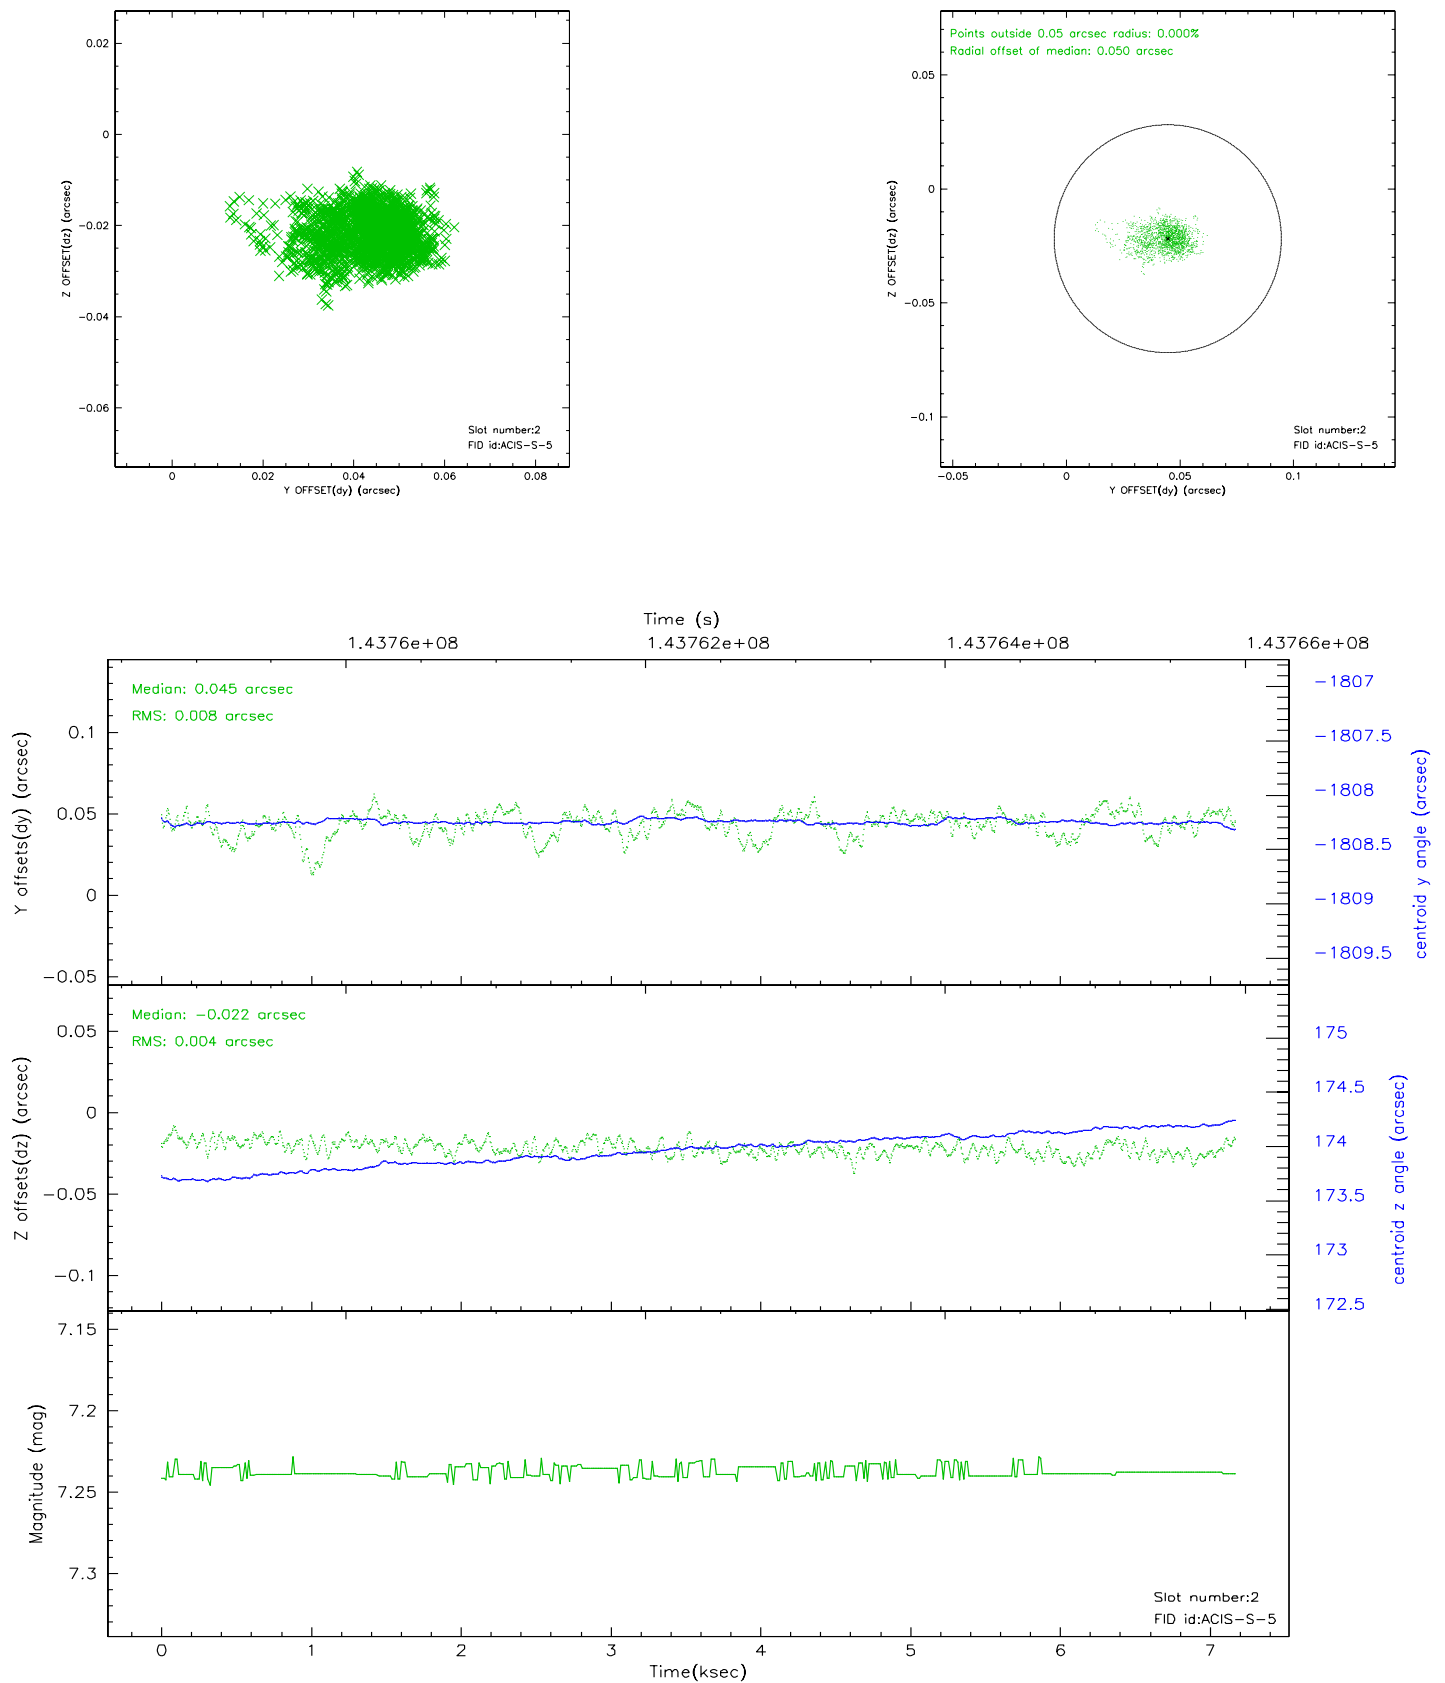 0.02
0
−0.02
−0.04
−0.06
Z OFFSET(dz) (arcsec)
0
0.02
0.04
0.06
0.08
Y OFFSET(dy) (arcsec)
Slot number:2
FID id:ACIS−S−5
Points outside 0.05 arcsec radius: 0.000%
Radial offset of median: 0.050 arcsec
0.05
0
−0.05
−0.1
Z OFFSET(dz) (arcsec)
−0.05
0
0.05
0.1
Y OFFSET(dy) (arcsec)
Slot number:2
FID id:ACIS−S−5
Time (s)
1.4376e+08
1.43762e+08
1.43764e+08
1.43766e+08
Median: 0.045 arcsec
RMS: 0.008 arcsec
0.1
0.05
0
−0.05
Y offsets(dy) (arcsec)
−1807
−1807.5
−1808
−1808.5
−1809
−1809.5
centroid y angle (arcsec)
Median: −0.022 arcsec
RMS: 0.004 arcsec
0.05
0
−0.05
−0.1
Z offsets(dz) (arcsec)
175
174.5
174
173.5
173
172.5
centroid z angle (arcsec)
7.15
7.2
7.25
7.3
Magnitude (mag)
Slot number:2
FID id:ACIS−S−5
0
1
2
3
4
5
6
7
Time(ksec)